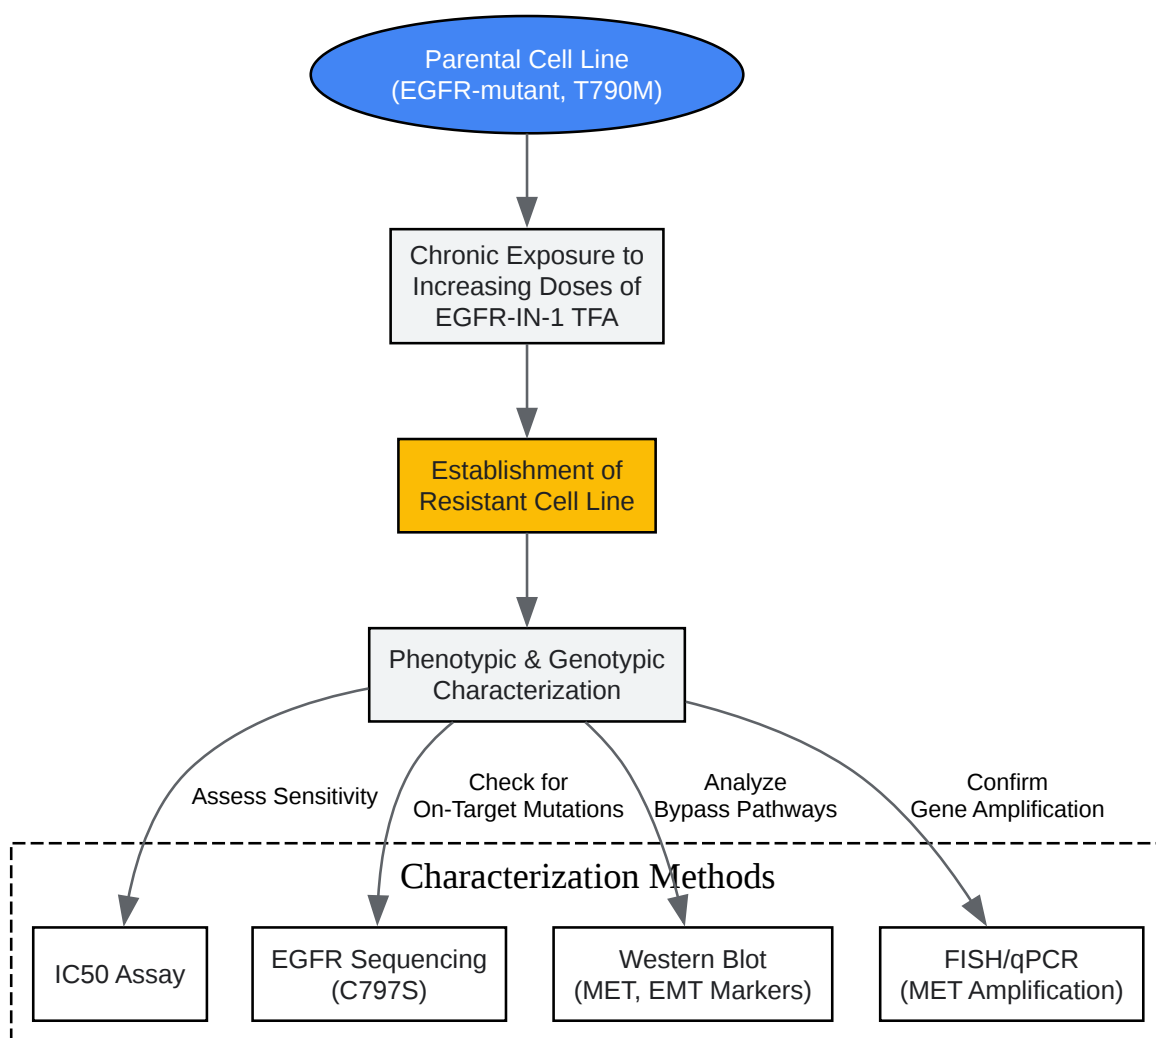 Parental Cell Line
(EGFR-mutant, T790M)
Chronic Exposure to
Increasing Doses of
EGFR-IN-1 TFA
Establishment of
Resistant Cell Line
Phenotypic & Genotypic
Characterization
Assess Sensitivity
Check for
On-Target Mutations
Analyze
Bypass Pathways
Confirm
Gene Amplification
Characterization Methods
IC50 Assay
EGFR Sequencing
(C797S)
Western Blot
(MET, EMT Markers)
FISH/qPCR
(MET Amplification)